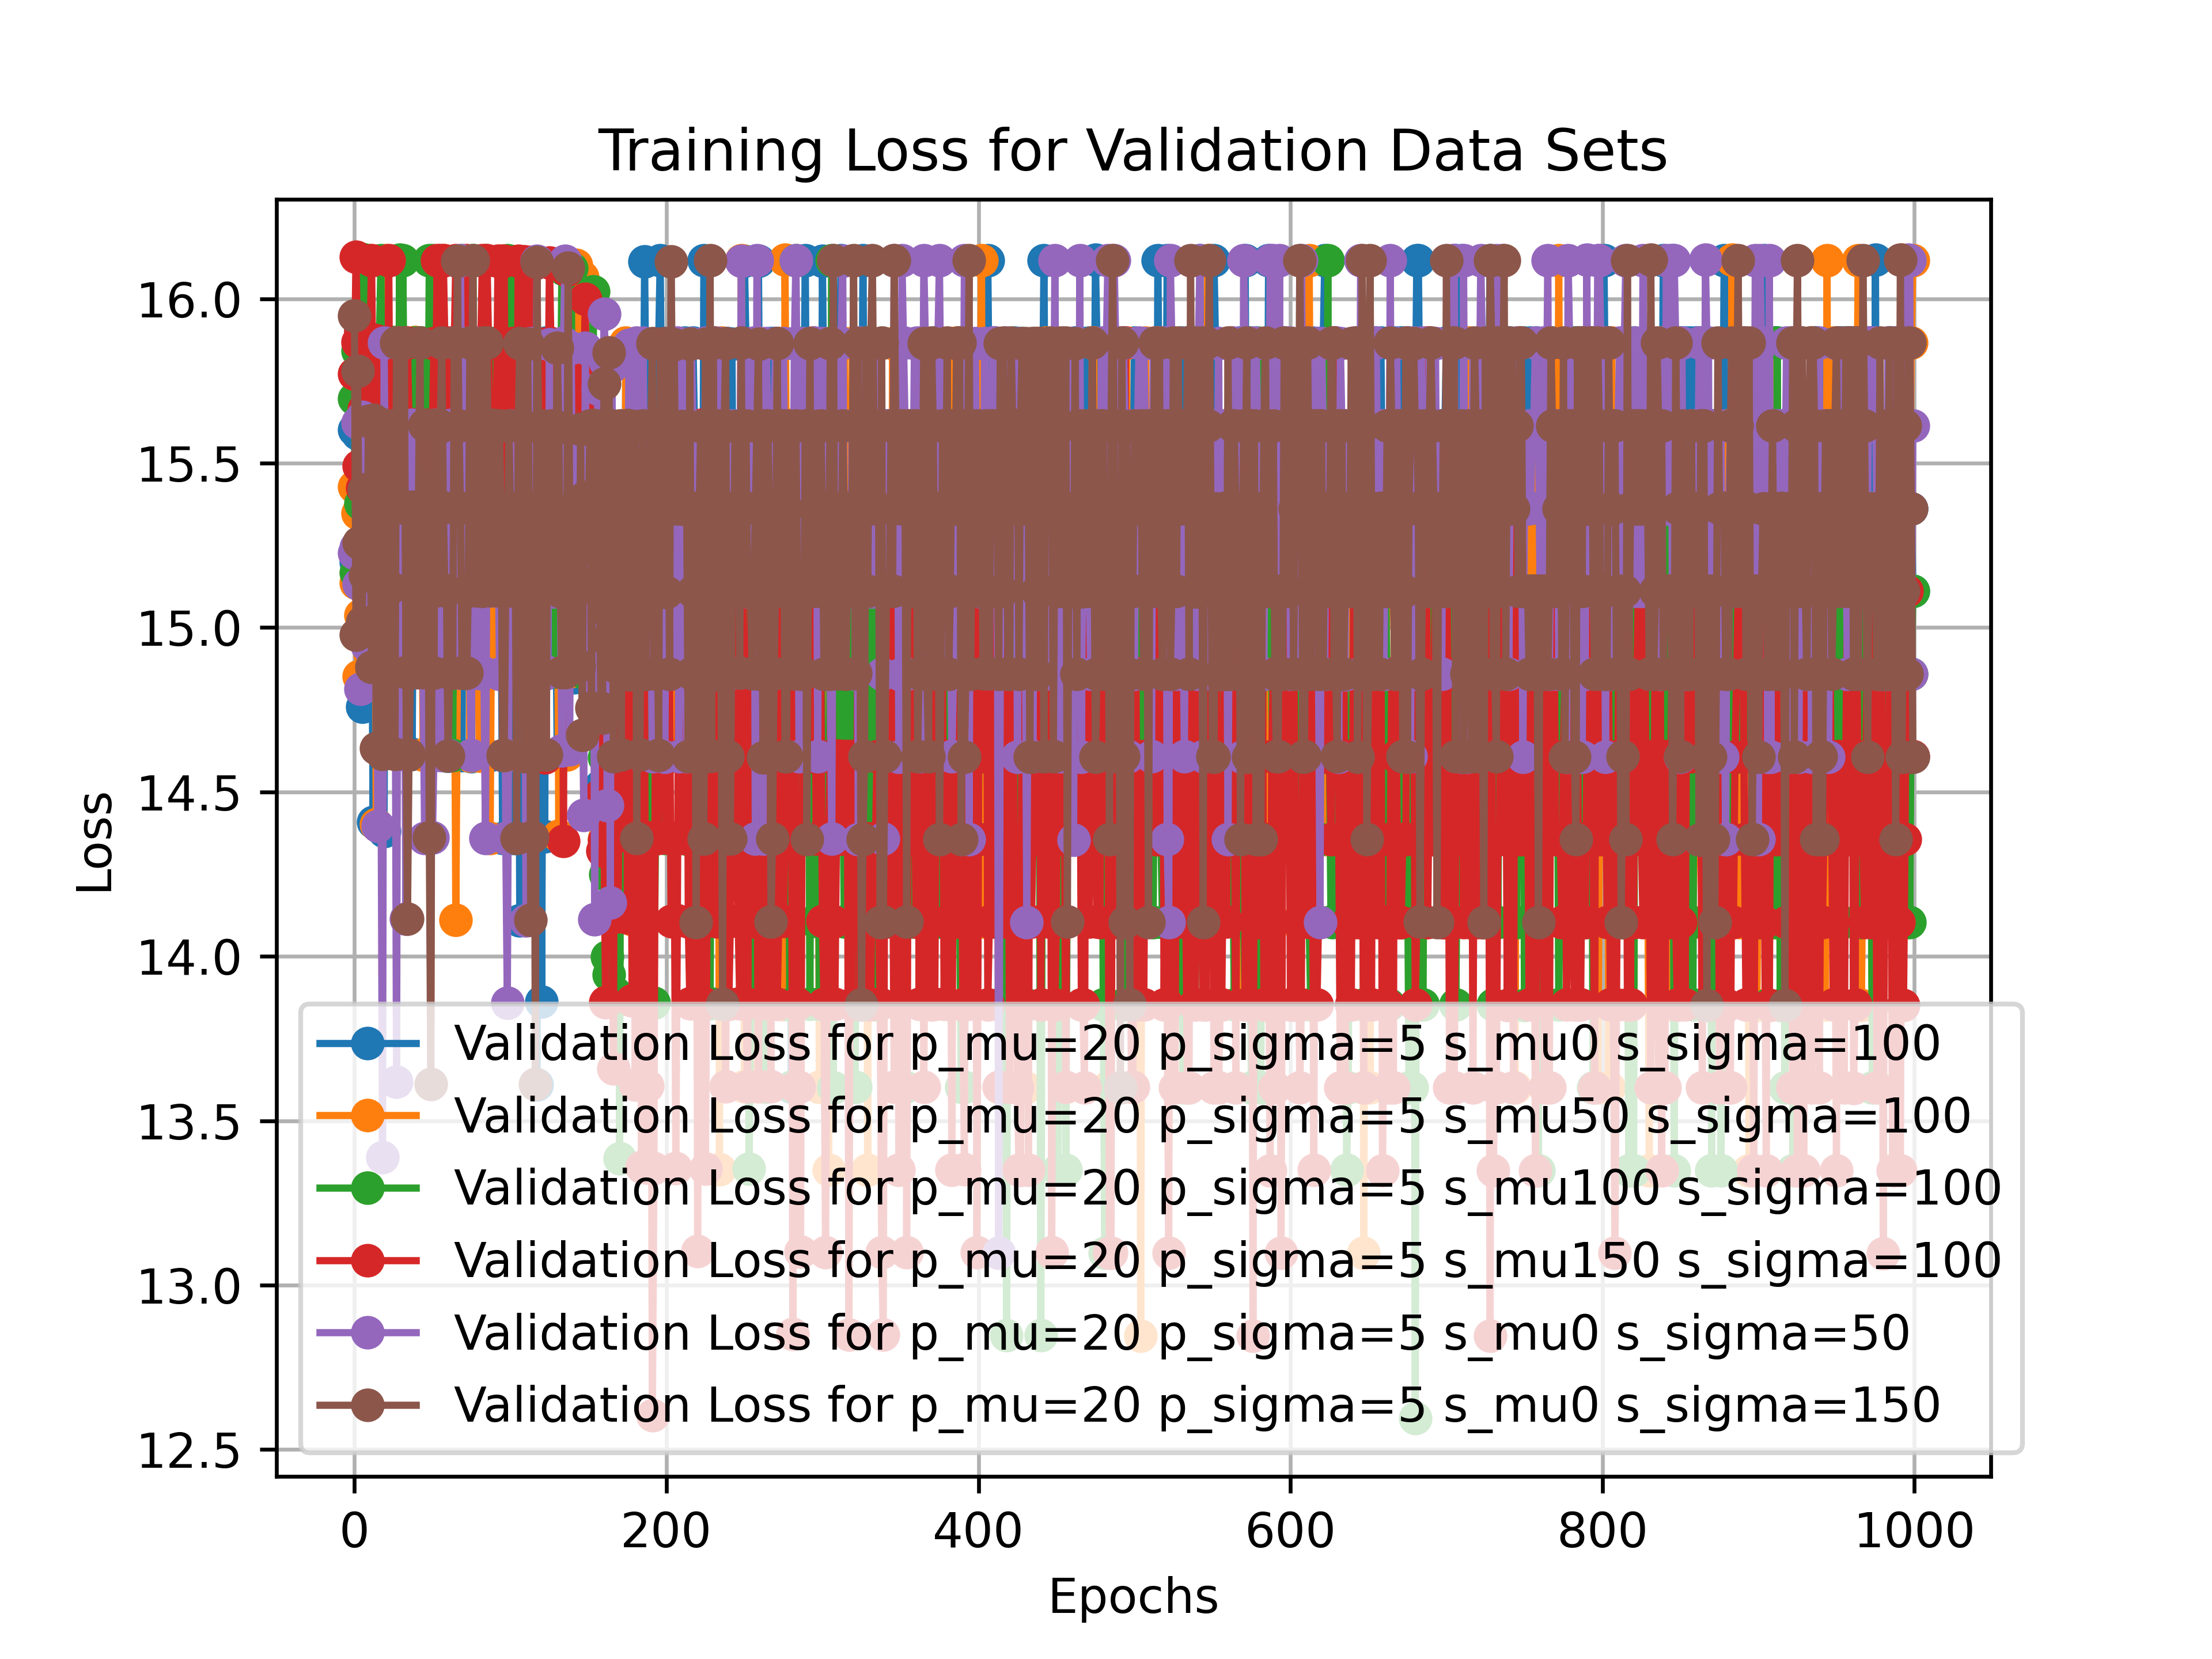 Training Loss for Validation Data Sets
16.0
15.5
15.0
14.5
14.0
13.5
13.0
12.5
Loss
Validation Loss for p_mu=20 p_sigma=5 s_mu0 s_sigma=100
Validation Loss for p_mu=20 p_sigma=5 s_mu50 s_sigma=100
Validation Loss for p_mu=20 p_sigma=5 s_mu100 s_sigma=100
Validation Loss for p_mu=20 p_sigma=5 s_mu150 s_sigma=100
Validation Loss for p_mu=20 p_sigma=5 s_mu0 s_sigma=50
Validation Loss for p_mu=20 p_sigma=5 s_mu0 s_sigma=150
0 200 400 600 800 1000
Epochs